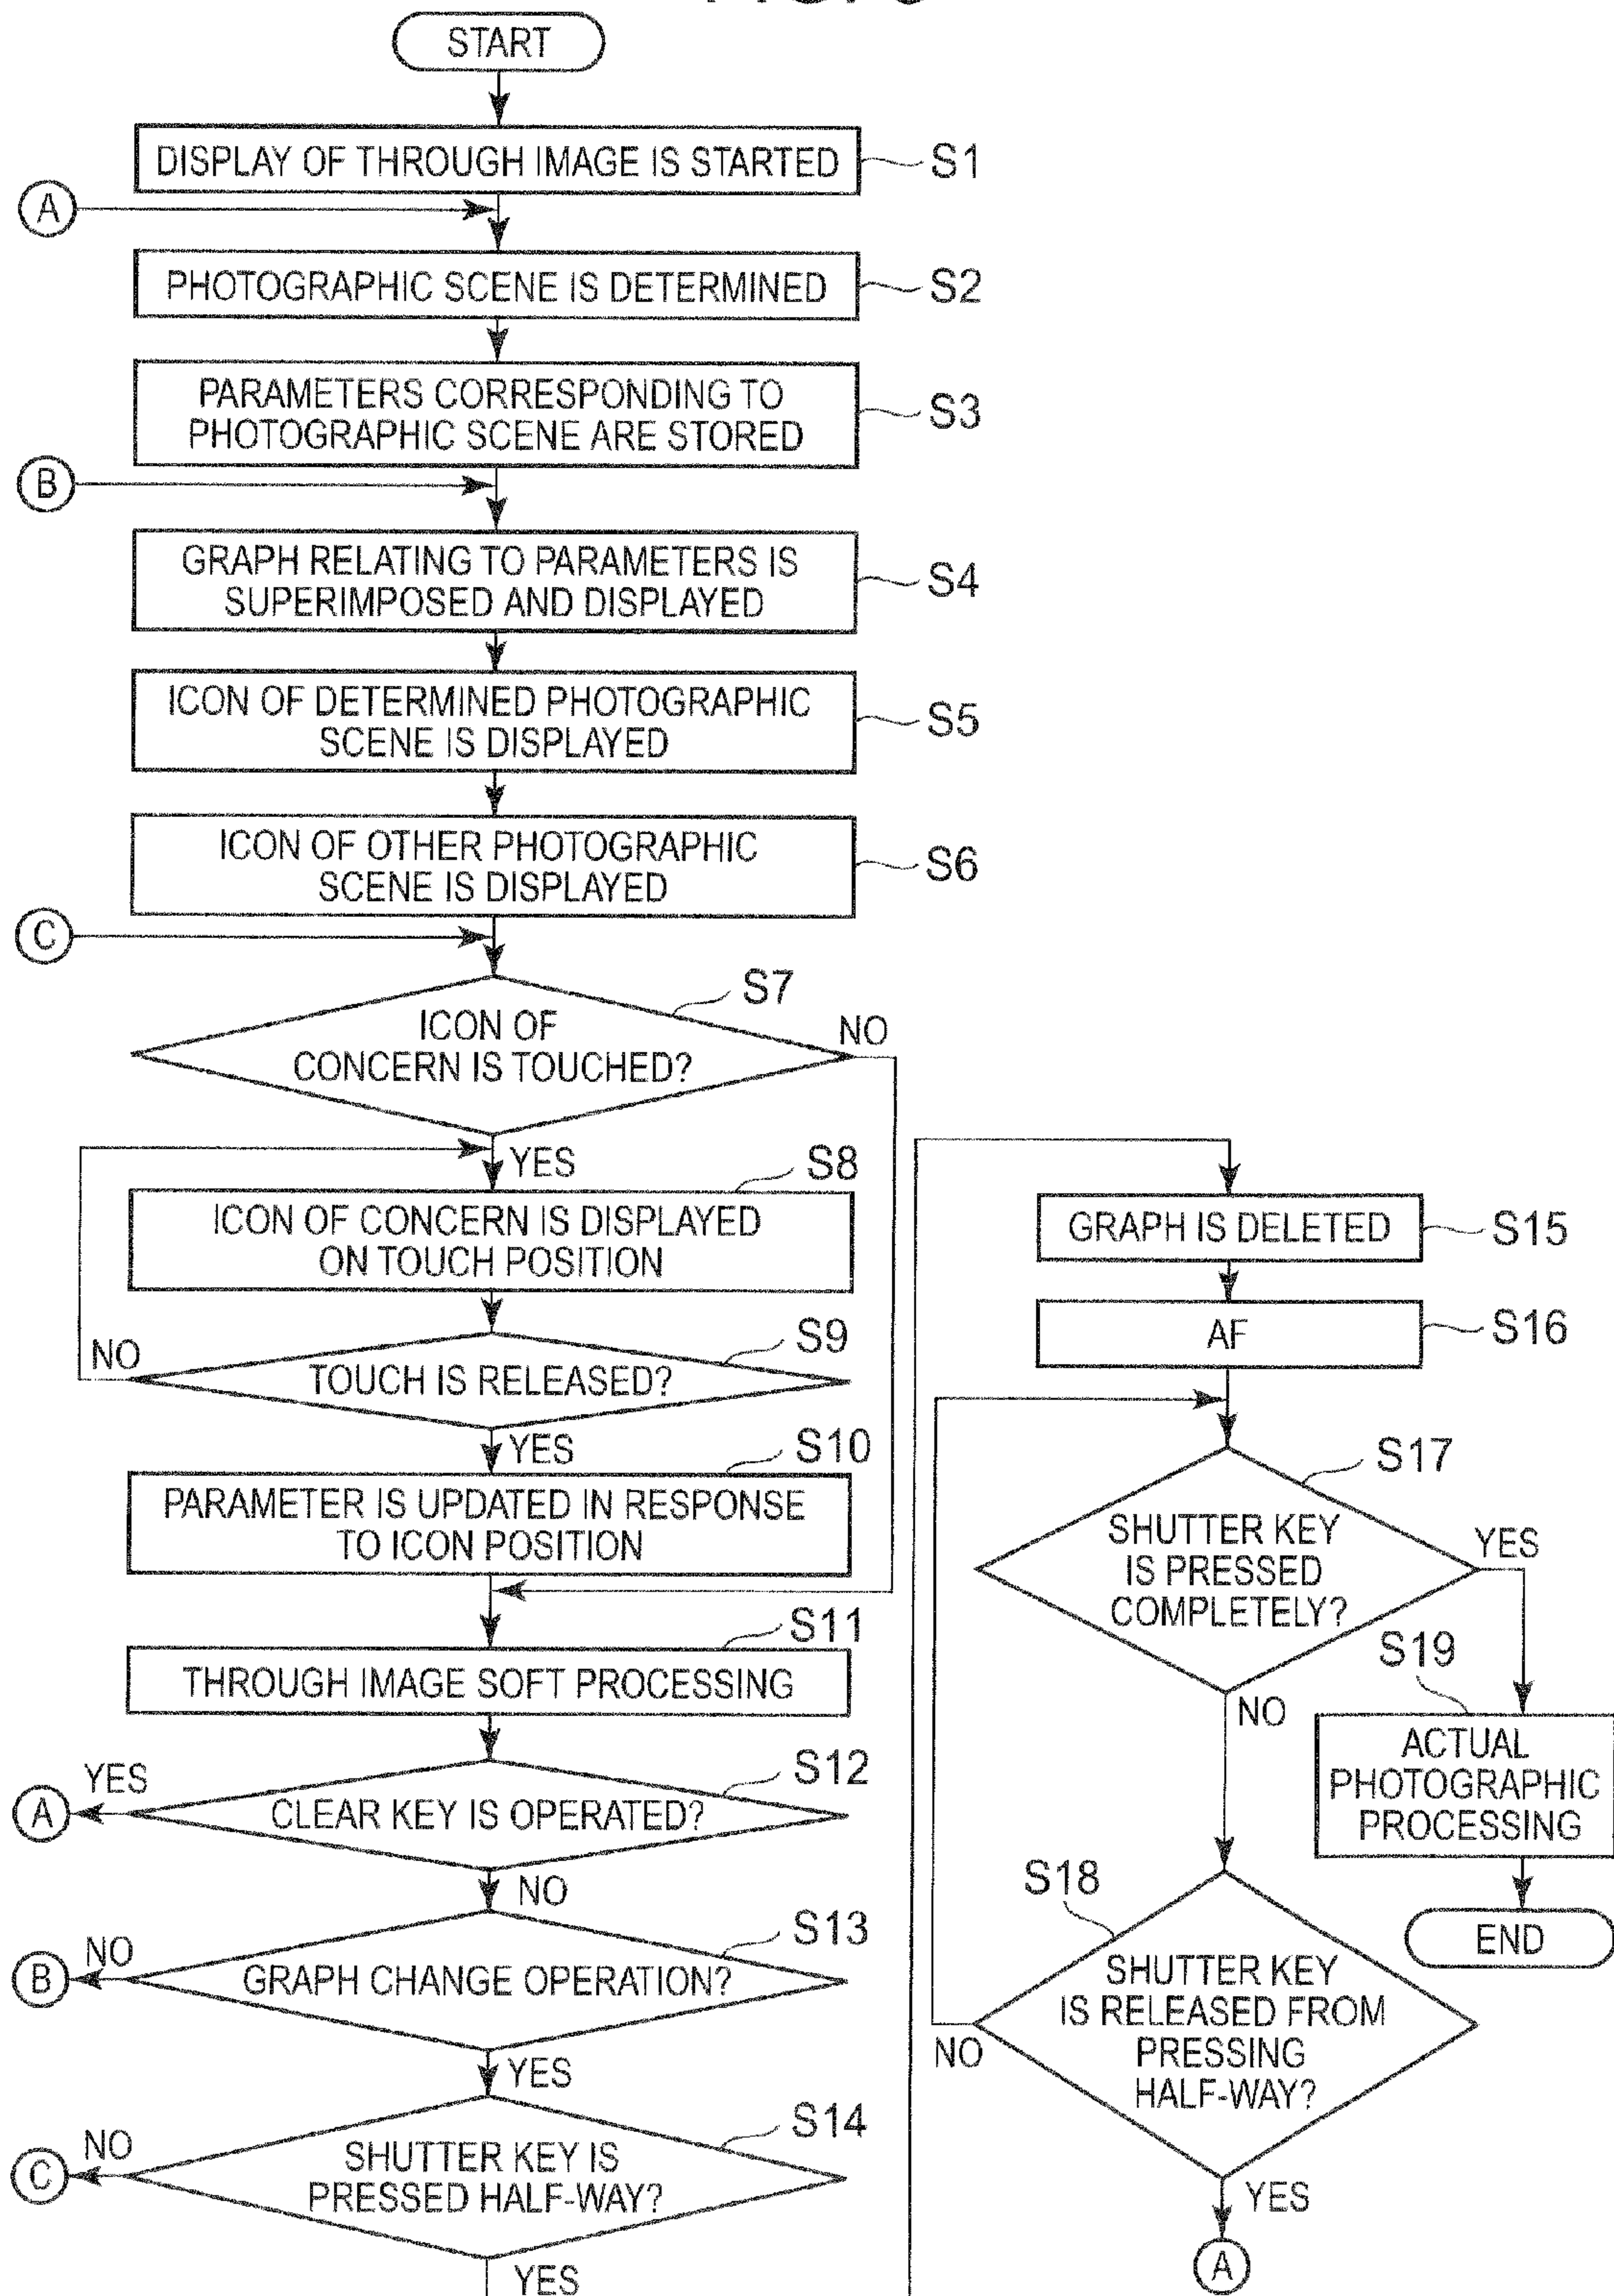 START
DISPLAY OF THROUGH IMAGE IS STARTED
S1
A
PHOTOGRAPHIC SCENE IS DETERMINED
S2
PARAMETERS CORRESPONDING TO
PHOTOGRAPHIC SCENE ARE STORED
S3
B
GRAPH RELATING TO PARAMETERS IS
SUPERIMPOSED AND DISPLAYED
S4
ICON OF DETERMINED PHOTOGRAPHIC
SCENE IS DISPLAYED
S5
ICON OF OTHER PHOTOGRAPHIC
SCENE IS DISPLAYED
S6
C
S7
ICON OF
CONCERN IS TOUCHED?
NO
YES
S8
ICON OF CONCERN IS DISPLAYED
ON TOUCH POSITION
S9
NO
TOUCH IS RELEASED?
YES
S10
PARAMETER IS UPDATED IN RESPONSE
TO ICON POSITION
S11
THROUGH IMAGE SOFT PROCESSING
S12
YES
A
CLEAR KEY IS OPERATED?
NO
S13
NO
B
GRAPH CHANGE OPERATION?
YES
S14
NO
C
SHUTTER KEY IS
PRESSED HALF-WAY?
YES
GRAPH IS DELETED
S15
AF
S16
S17
SHUTTER KEY
IS PRESSED
COMPLETELY?
YES
NO
S19
ACTUAL
PHOTOGRAPHIC
PROCESSING
END
S18
SHUTTER KEY
IS RELEASED FROM
PRESSING
HALF-WAY?
NO
YES
A